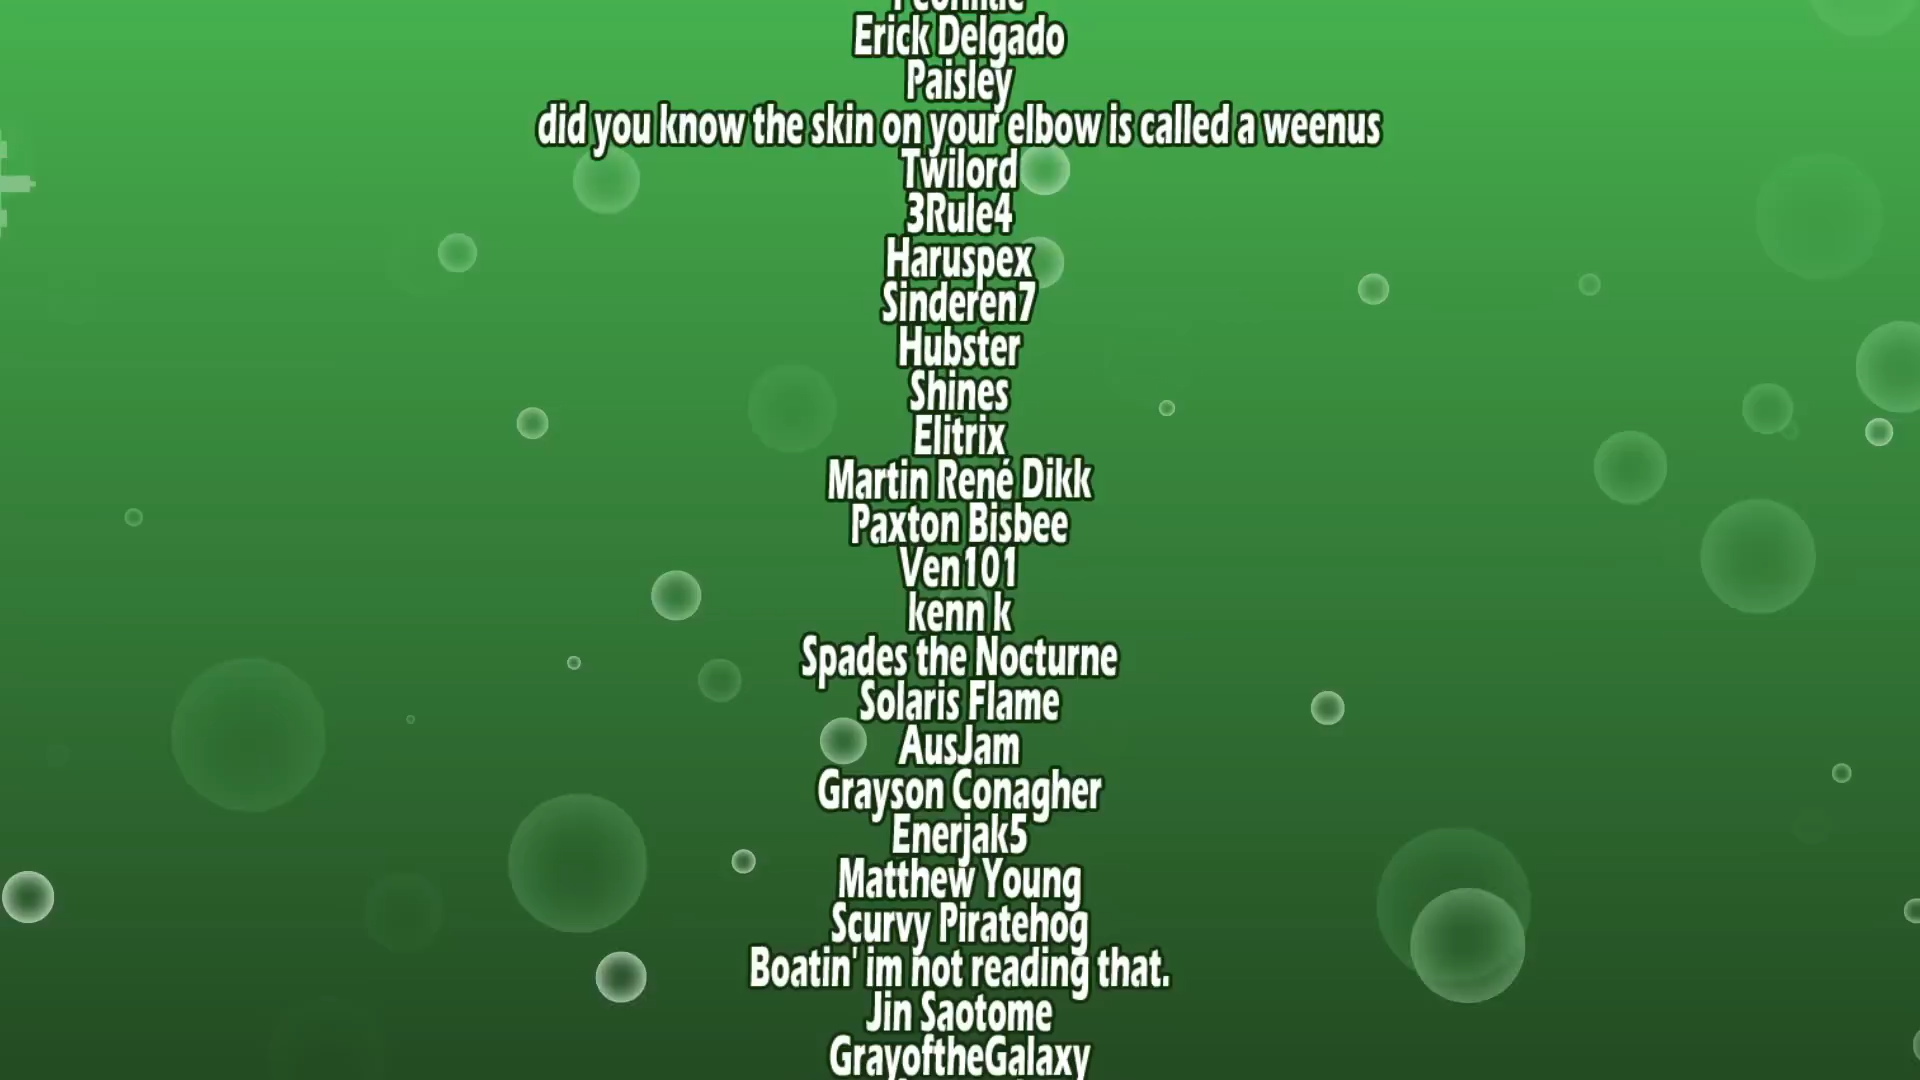 Erick Delgado
Paisley
did you know the skin on your elbow is called a weenus
Twilord
3Rule4
Haruspex
Sinderen7
Hubster
Shines
Elitrix
Martin René Dikk
Paxton Bisbee
Ven101
kenn k
Spades the Nocturne
Solaris Flame
AusJam
Grayson Conagher
Enerjak5
Matthew Young
Scurvy Piratehog
Boatin' im not reading that.
Jin Saotome
GrayoftheGalaxy